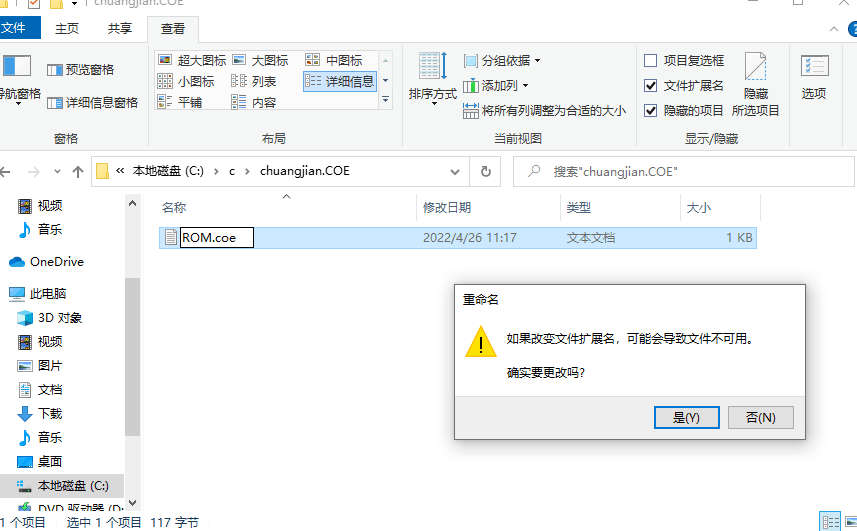 chuangjian.COE
文件 主页 共享 查看
超大图标 大图标 中图标
预览窗格 小图标 列表 详细信息
导航窗格 详细信息窗格 平铺 内容
排序方式 分组依据
添加列
将所有列调整为合适的大小
项目复选框
文件扩展名
隐藏的项目
隐藏
所选项目
选项
窗格 布局 当前视图 显示/隐藏
« 本地磁盘 (C:) › c › chuangjian.COE
搜索"chuangjian.COE"
名称 修改日期 类型 大小
ROM.coe 2022/4/26 11:17 文本文档 1 KB
视频
音乐
OneDrive
此电脑
3D 对象
视频
图片
文档
下载
音乐
桌面
本地磁盘 (C:)
DVD 驱动器 (D:
重命名
如果改变文件扩展名，可能会导致文件不可用。
确实要更改吗?
是(Y) 否(N)
1 个项目 选中 1 个项目 117 字节